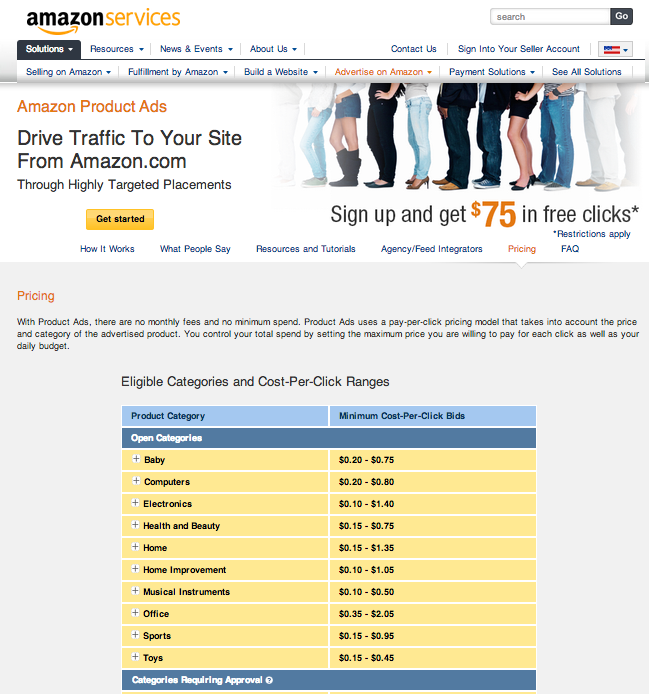 amazonservices
search
Go
Solutions
Resources
News & Events
About Us
Contact Us
Sign Into Your Seller Account
Selling on Amazon
Fulfillment by Amazon
Build a Website
Advertise on Amazon
Payment Solutions
See All Solutions
Amazon Product Ads
Drive Traffic To Your Site
From Amazon.com
Through Highly Targeted Placements
Get started
Sign up and get $75 in free clicks*
*Restrictions apply
How It Works
What People Say
Resources and Tutorials
Agency/Feed Integrators
Pricing
FAQ
Pricing
With Product Ads, there are no monthly fees and no minimum spend. Product Ads uses a pay-per-click pricing model that takes into account the price
and category of the advertised product. You control your total spend by setting the maximum price you are willing to pay for each click as well as your
daily budget.
Eligible Categories and Cost-Per-Click Ranges
Product Category Minimum Cost-Per-Click Bids
Open Categories
+ Baby $0.20 - $0.75
+ Computers $0.20 - $0.80
+ Electronics $0.10 - $1.40
+ Health and Beauty $0.15 - $0.75
+ Home $0.15 - $1.35
+ Home Improvement $0.10 - $1.05
+ Musical Instruments $0.10 - $0.50
+ Office $0.35 - $2.05
+ Sports $0.15 - $0.95
+ Toys $0.15 - $0.45
Categories Requiring Approval ?